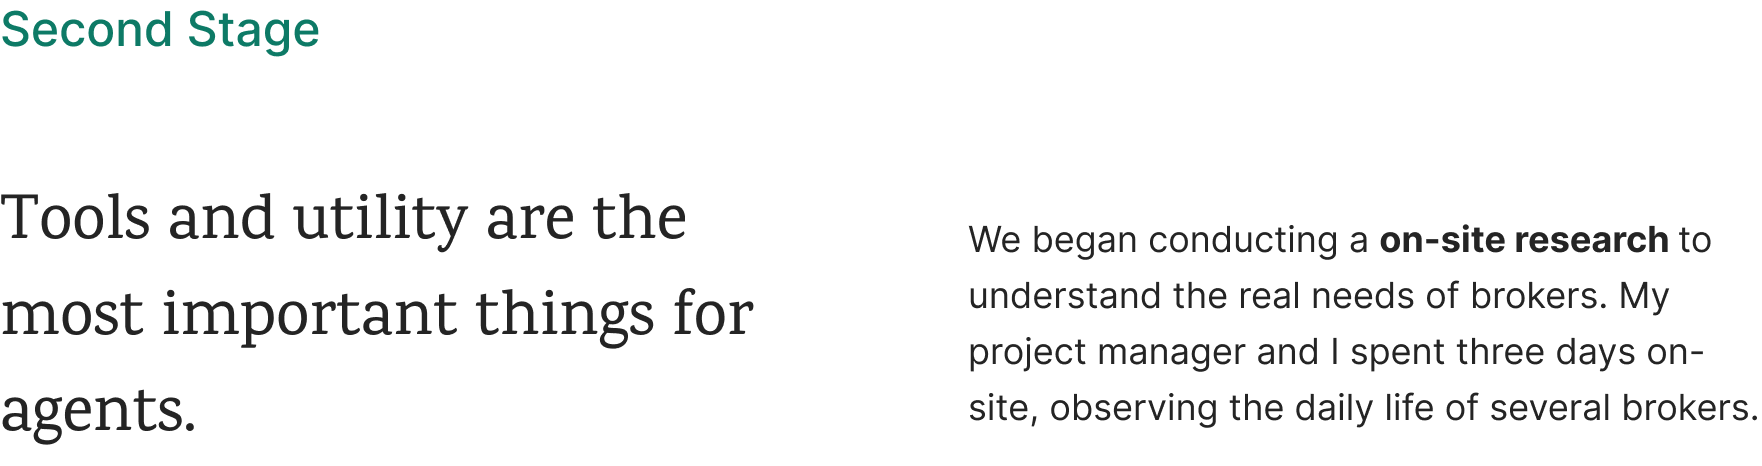 Second Stage
Tools and utility are the
most important things for
agents.
We began conducting a on-site research to
understand the real needs of brokers. My
project manager and I spent three days on-
site, observing the daily life of several brokers.